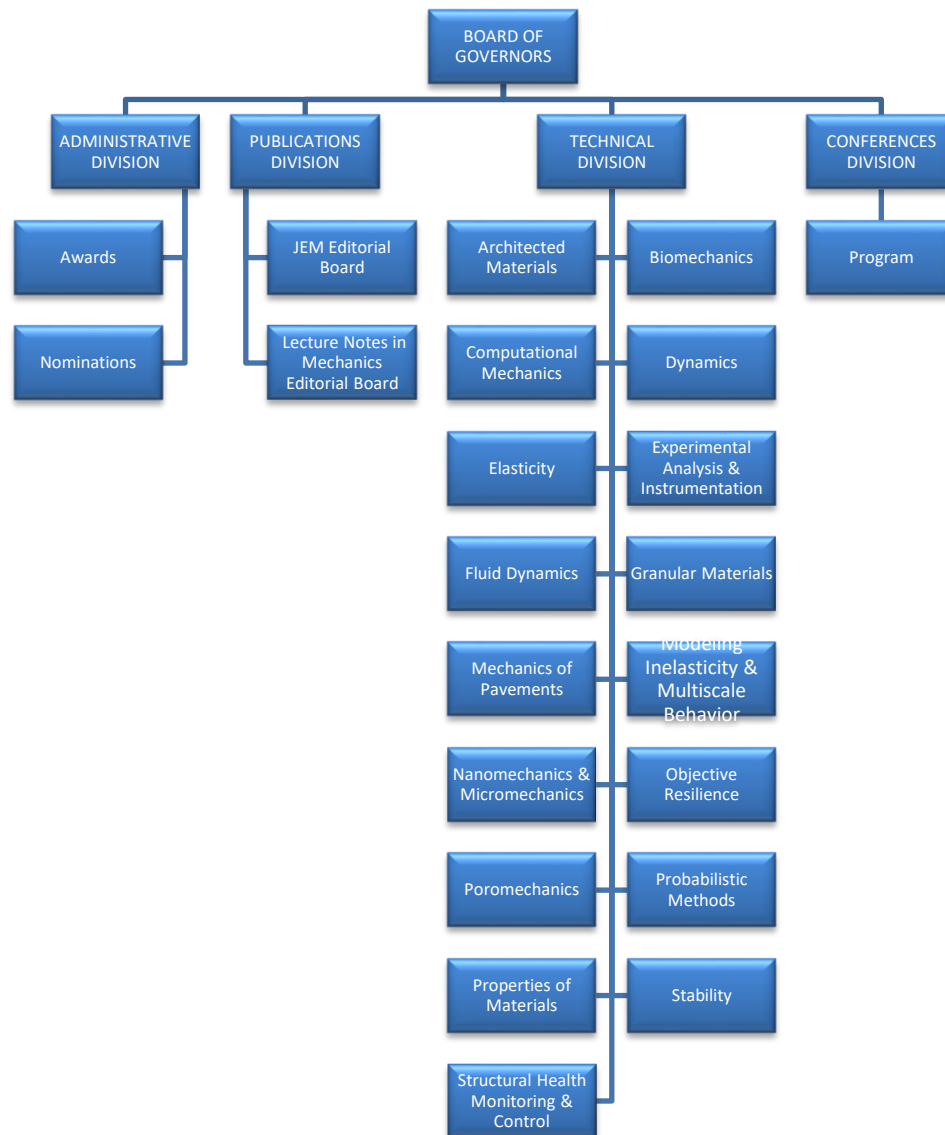 BOARD OF
GOVERNORS
ADMINISTRATIVE
DIVISION
PUBLICATIONS
DIVISION
TECHNICAL
DIVISION
CONFERENCES
DIVISION
Awards
JEM Editorial
Board
Architected
Materials
Biomechanics
Program
Nominations
Lecture Notes in
Mechanics
Editorial Board
Computational
Mechanics
Dynamics
Elasticity
Experimental
Analysis &
Instrumentation
Fluid Dynamics
Granular Materials
Mechanics of
Pavements
Modeling
Inelasticity &
Multiscale
Behavior
Nanomechanics &
Micromechanics
Objective
Resilience
Poromechanics
Probabilistic
Methods
Properties of
Materials
Stability
Structural Health
Monitoring &
Control